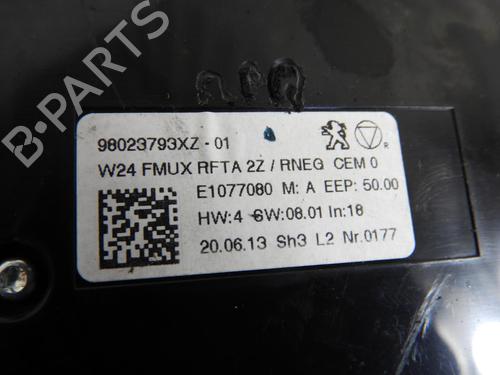 B-PARTS
98023793XZ - 01
W24 FMUX RFTA 2Z / RNEG CEM 0
E1077080 M: A EEP: 50.00
HW:4 SW:08.01 In:18
20.06.13 Sh3 L2 Nr.0177